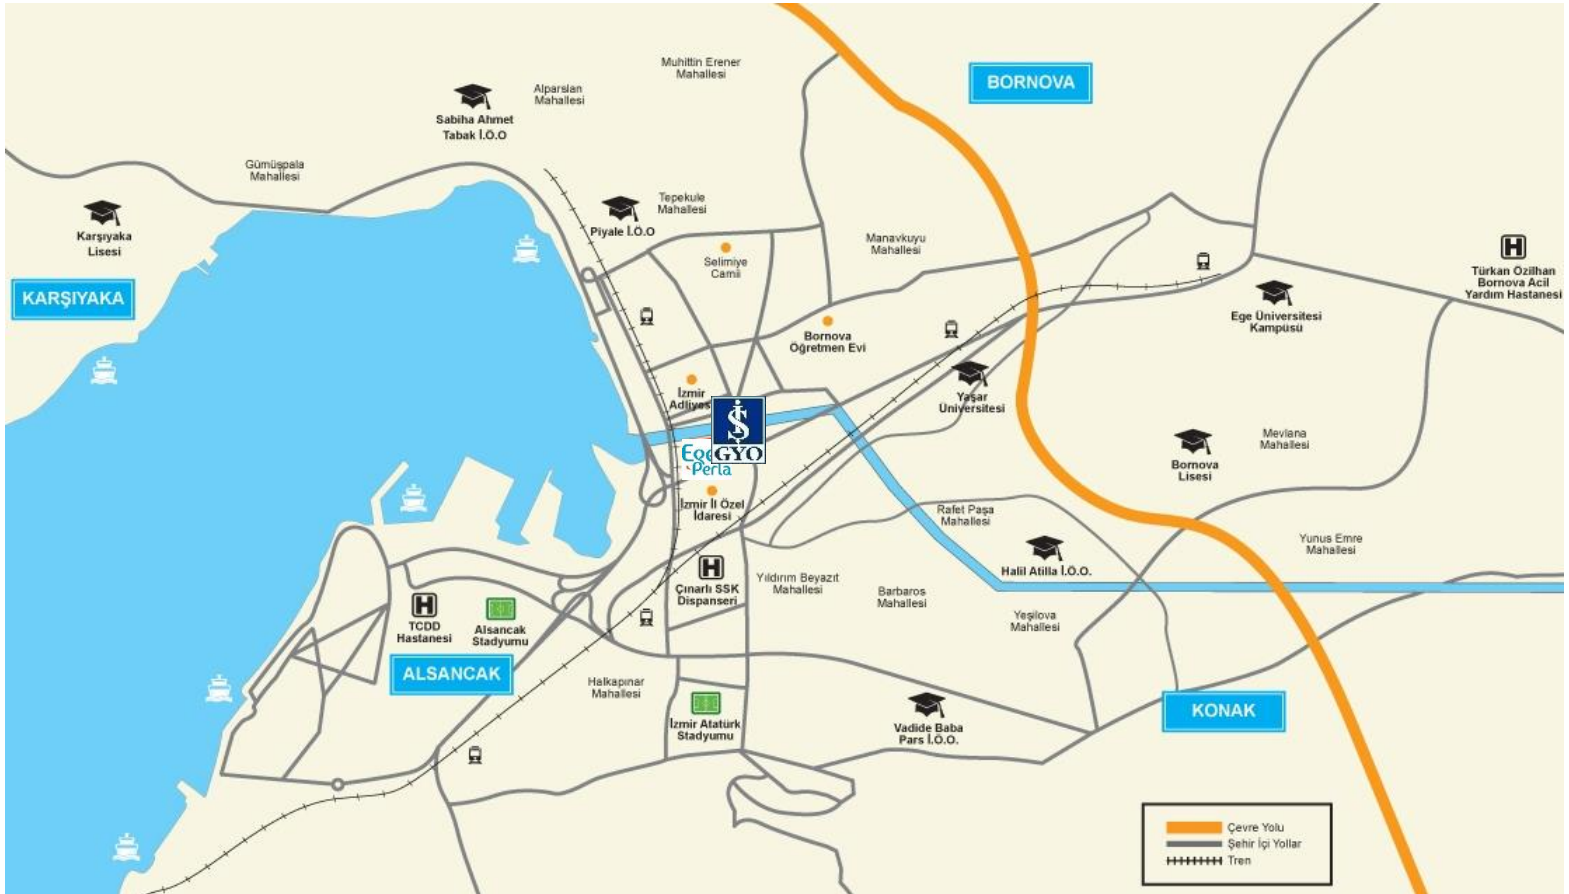 BORNOVA
Muhittin Erener
Mahallesi
Alparslan
Mahallesi
Sabiha Ahmet
Tabak İ.Ö.O
Gümüşpala
Mahallesi
Karşıyaka
Lisesi
Piyale İ.Ö.O
Tepekule
Mahallesi
Selimiye
Camii
Manavkuyu
Mahallesi
H
Türkan Özilhan
Bornova Acil
Yardım Hastanesi
KARŞIYAKA
Ege Üniversitesi
Kampüsü
Bornova
Öğretmen Evi
İzmir
Adliyes
Yaşar
Üniversitesi
İŞ
GYO
Ege
Perla
Mevlana
Mahallesi
Bornova
Lisesi
İzmir İl Özel
İdaresi
Rafet Paşa
Mahallesi
Yunus Emre
Mahallesi
Halil Atilla İ.Ö.O.
H
Çınarlı SSK
Dispanseri
Yıldırım Beyazıt
Mahallesi
Barbaros
Mahallesi
Yeşilova
Mahallesi
H
TCDD
Hastanesi
Alsancak
Stadyumu
ALSANCAK
Halkapınar
Mahallesi
İzmir Atatürk
Stadyumu
Vadide Baba
Pars İ.Ö.O.
KONAK
Çevre Yolu
Şehir İçi Yollar
Tren